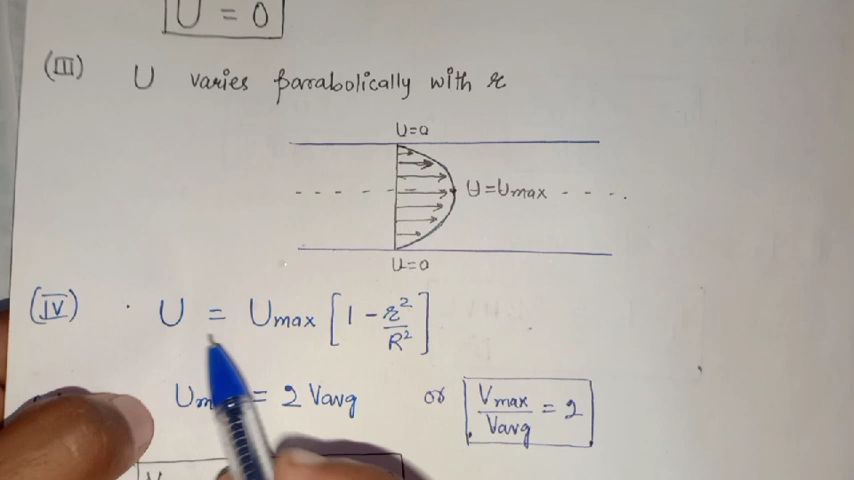 U = 0
(III) U varies parabolically with r
U=0
U=Umax
U=0
(IV) U = Umax [1 - r²/R²]
= 2 Vavg or Vmax/Vavg = 2